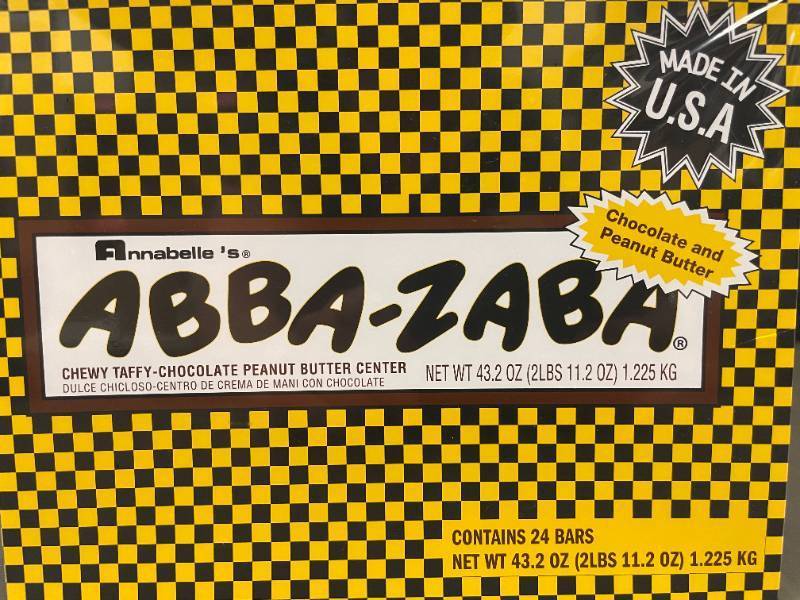 MADE IN
U.S.A
Chocolate and
Peanut Butter
Annabelle's®
ABBA-ZABA®
CHEWY TAFFY-CHOCOLATE PEANUT BUTTER CENTER
DULCE CHICLOSO-CENTRO DE CREMA DE MANI CON CHOCOLATE
NET WT 43.2 OZ (2LBS 11.2 OZ) 1.225 KG
CONTAINS 24 BARS
NET WT 43.2 OZ (2LBS 11.2 OZ) 1.225 KG